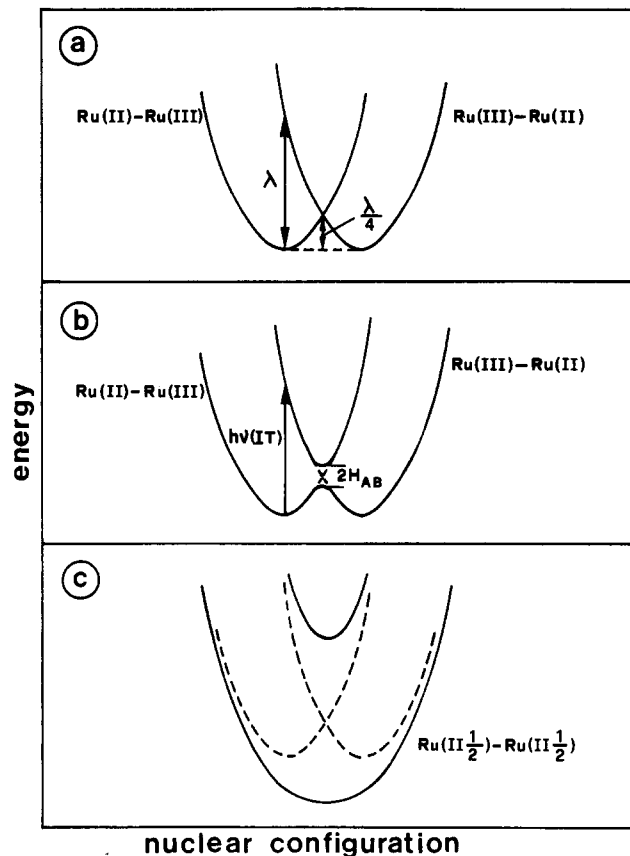 a
Ru(II)-Ru(III)
Ru(III)-Ru(II)
λ
λ/4
b
Ru(II)-Ru(III)
Ru(III)-Ru(II)
hν(IT)
2H_AB
c
Ru(II½)-Ru(II½)
energy
nuclear configuration